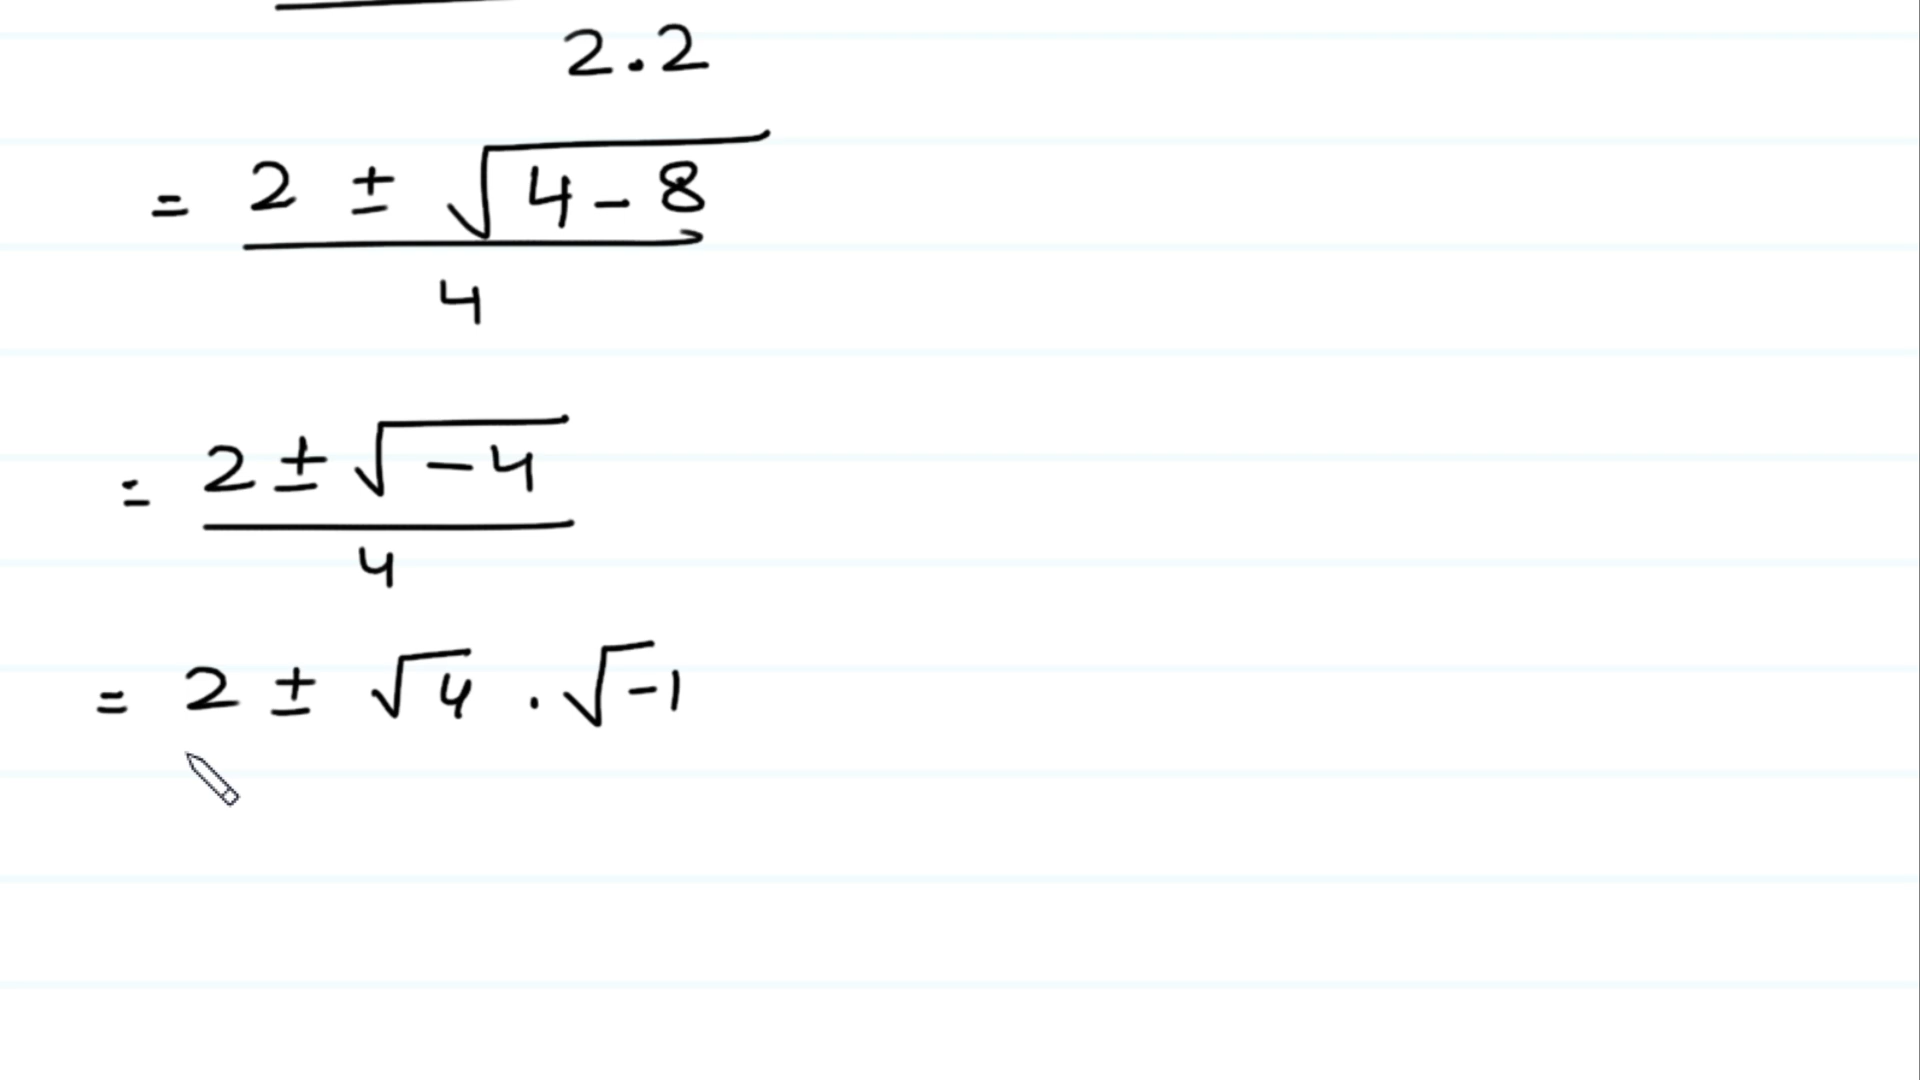 2.2
= 2 ± √4-8
4
= 2 ± √-4
4
= 2 ± √4 . √-1